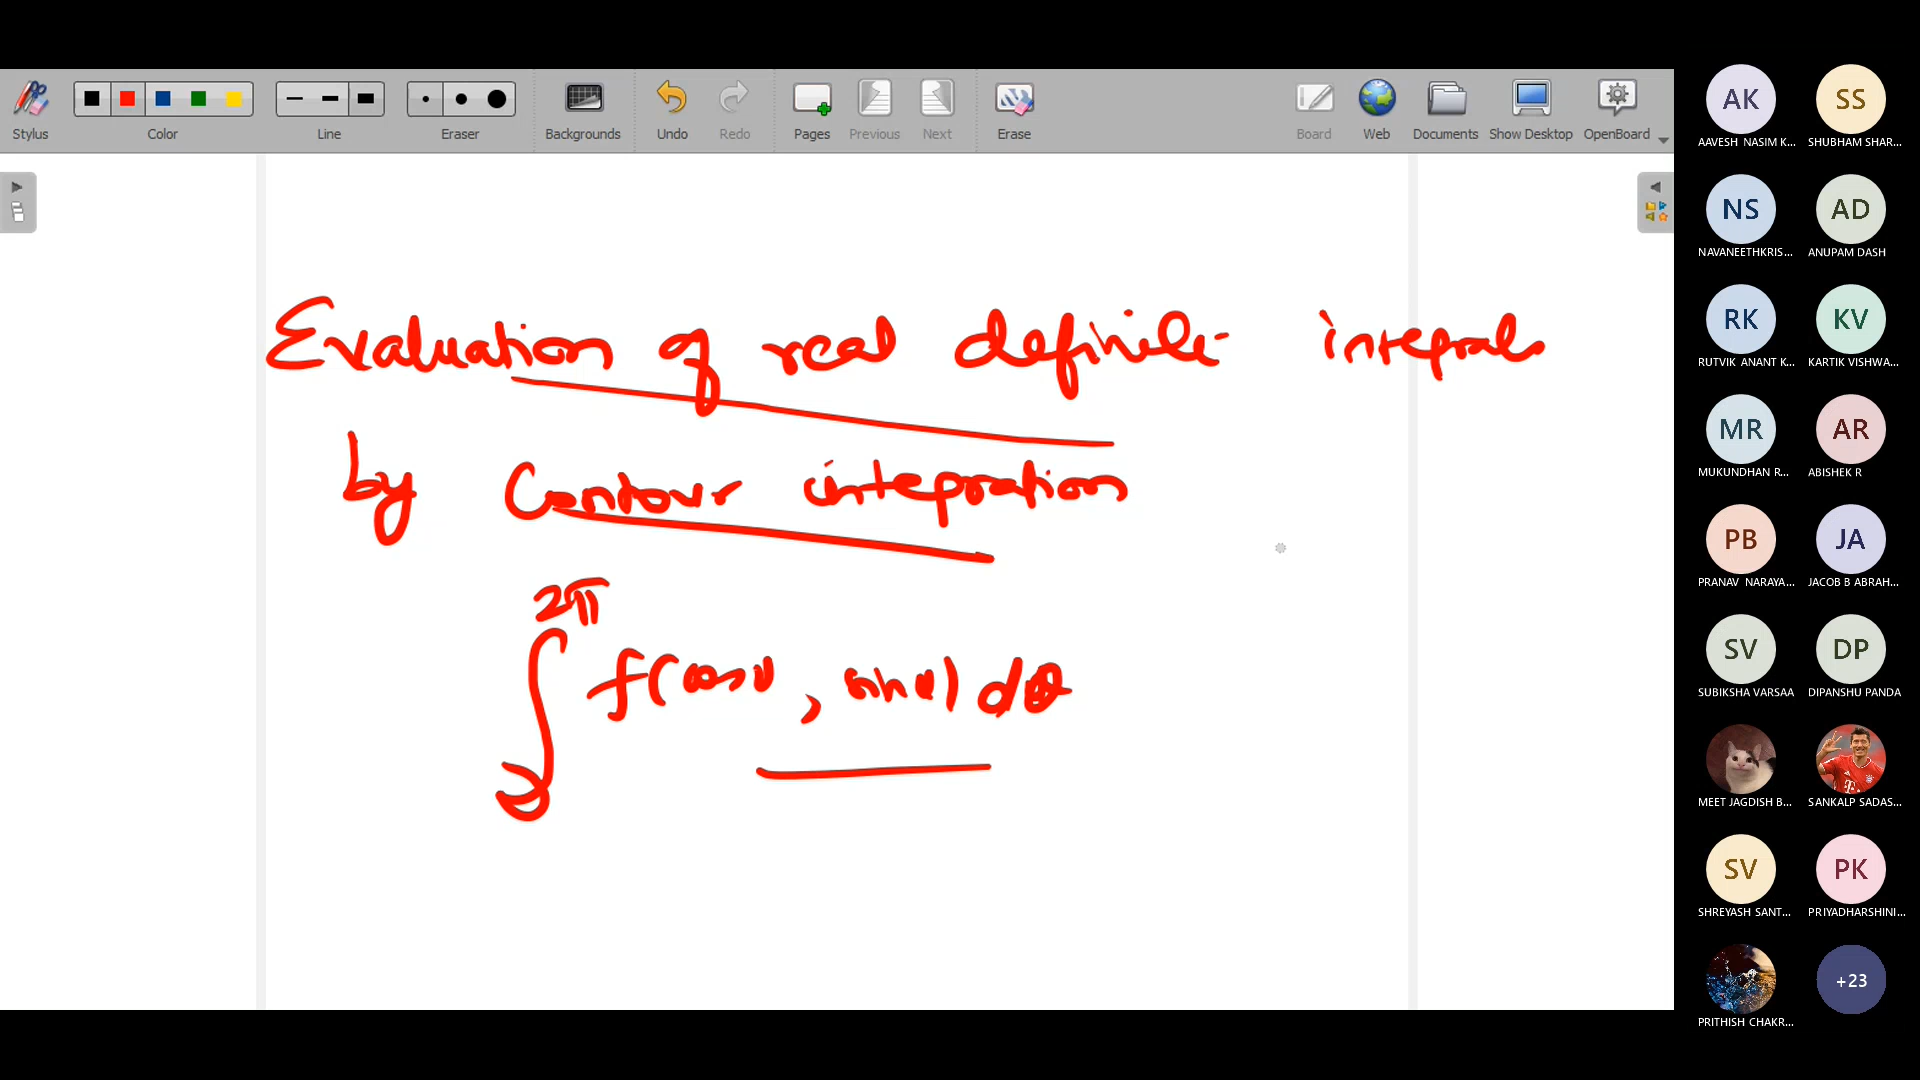 Stylus Color Line Eraser Backgrounds Undo Redo Pages Previous Next Erase Board Web Documents Show Desktop OpenBoard
Evaluation of real definite integrals
by Contour integration
∫₀^2π f(cosθ, sinθ) dθ
AK SS
AAVESH NASIM K... SHUBHAM SHAR...
NS AD
NAVANEETHKRIS... ANUPAM DASH
RK KV
RUTVIK ANANT K... KARTIK VISHWA...
MR AR
MUKUNDHAN R... ABISHEK R
PB JA
PRANAV NARAYA... JACOB B ABRAH...
SV DP
SUBIKSHA VARSAA DIPANSHU PANDA
MEET JAGDISH B... SANKALP SADAS...
SV PK
SHREYASH SANT... PRIYADHARSHINI...
+23
PRITHISH CHAKR...